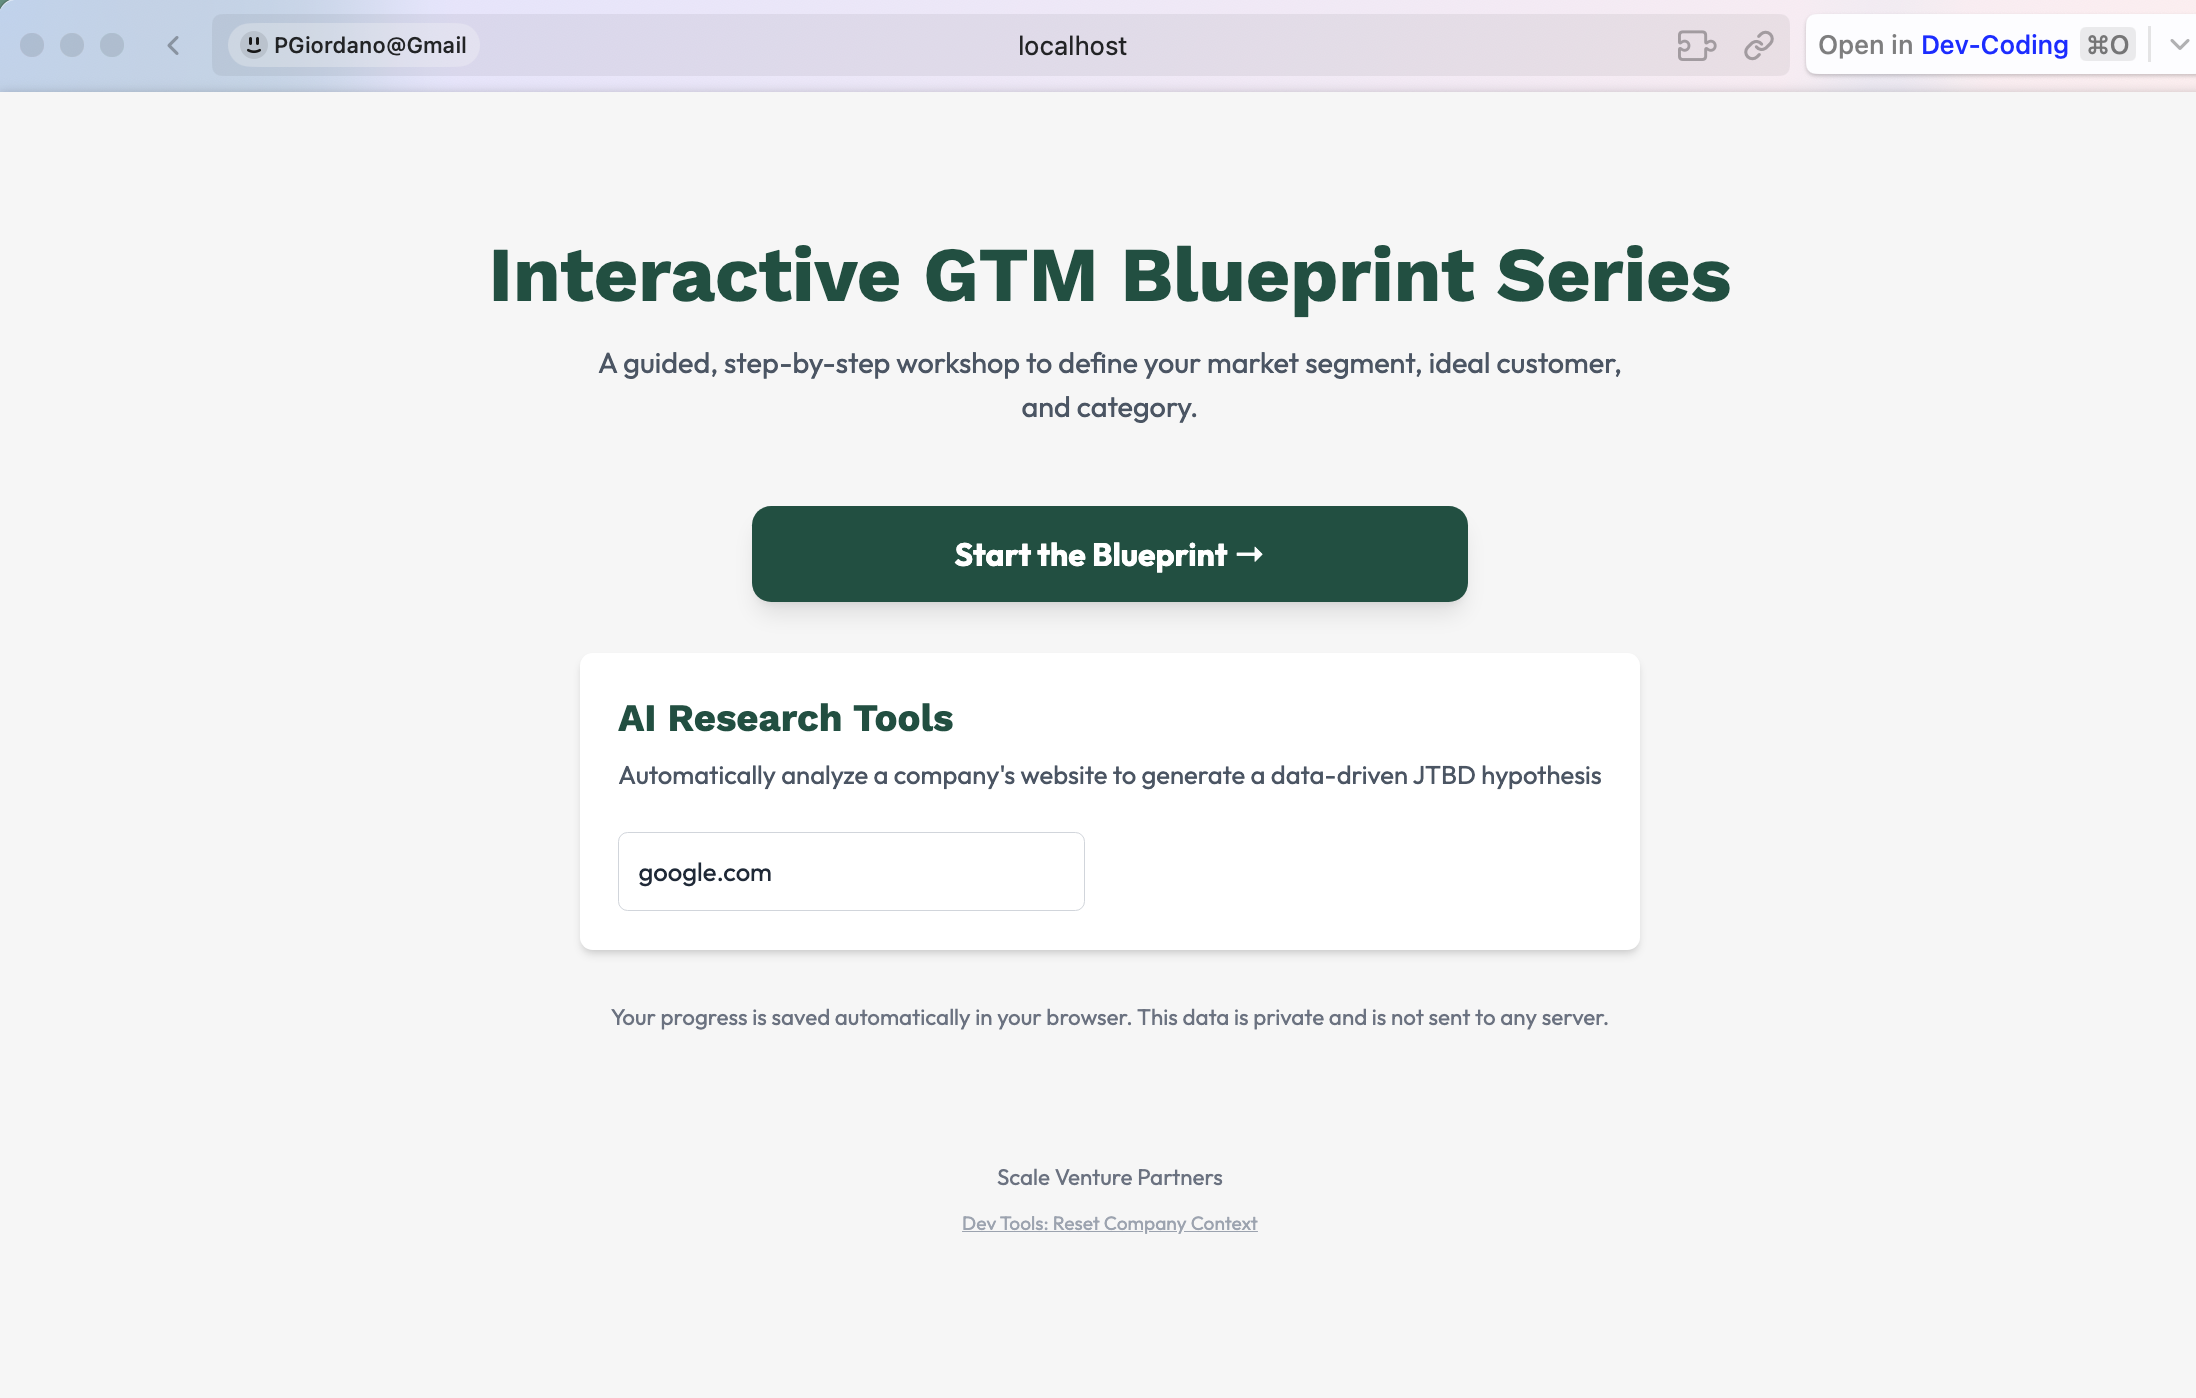 PGiordano@Gmail
localhost
Open in Dev-Coding ⌘O
Interactive GTM Blueprint Series
A guided, step-by-step workshop to define your market segment, ideal customer,
and category.
Start the Blueprint →
AI Research Tools
Automatically analyze a company's website to generate a data-driven JTBD hypothesis
google.com
Your progress is saved automatically in your browser. This data is private and is not sent to any server.
Scale Venture Partners
Dev Tools: Reset Company Context